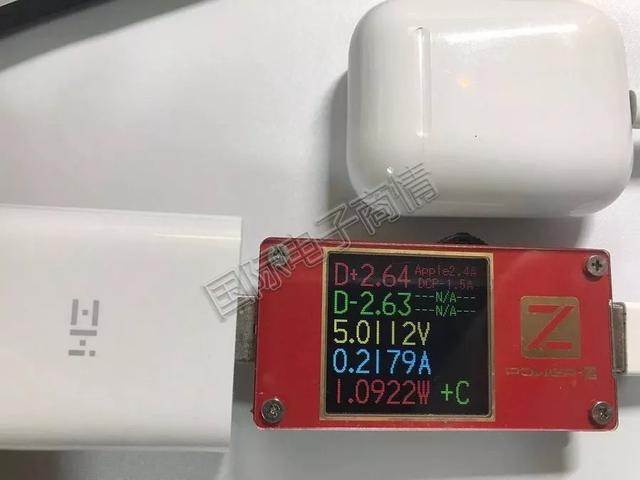 D+2.64 Apple2.4A
DCP-1.5A
D-2.63 ---N/A---
---N/A---
5.0112V
0.2179A
1.0922W +C
Z
POWER-Z
ZMI
国际电子商情